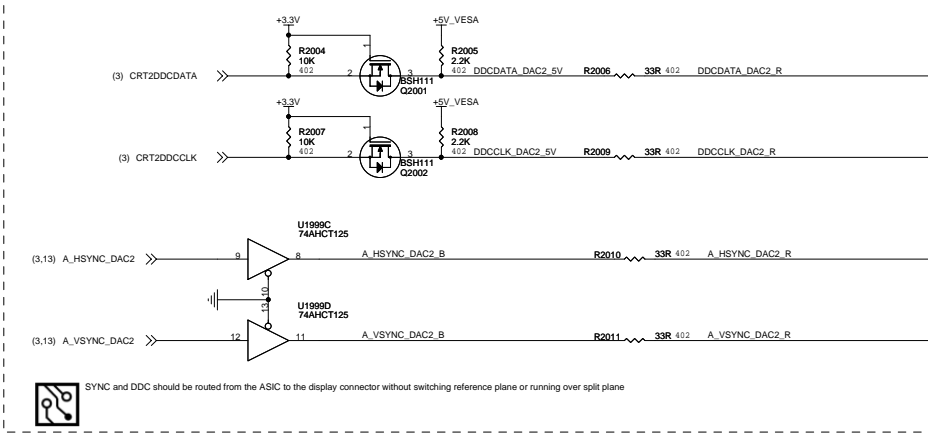 +3.3V
+5V_VESA
R2004
10K
402
1
R2005
2.2K
402
(3) CRT2DDCDATA
2
3
BSH111
Q2001
DDCDATA_DAC2_5V
R2006
33R 402
DDCDATA_DAC2_R
+3.3V
+5V_VESA
R2007
10K
402
1
R2008
2.2K
402
(3) CRT2DDCCLK
2
3
BSH111
Q2002
DDCCLK_DAC2_5V
R2009
33R 402
DDCCLK_DAC2_R
U1999C
74AHCT125
(3,13) A_HSYNC_DAC2
9
8
10
A_HSYNC_DAC2_B
R2010
33R 402
A_HSYNC_DAC2_R
13
U1999D
74AHCT125
(3,13) A_VSYNC_DAC2
12
11
A_VSYNC_DAC2_B
R2011
33R 402
A_VSYNC_DAC2_R
SYNC and DDC should be routed from the ASIC to the display connector without switching reference plane or running over split plane